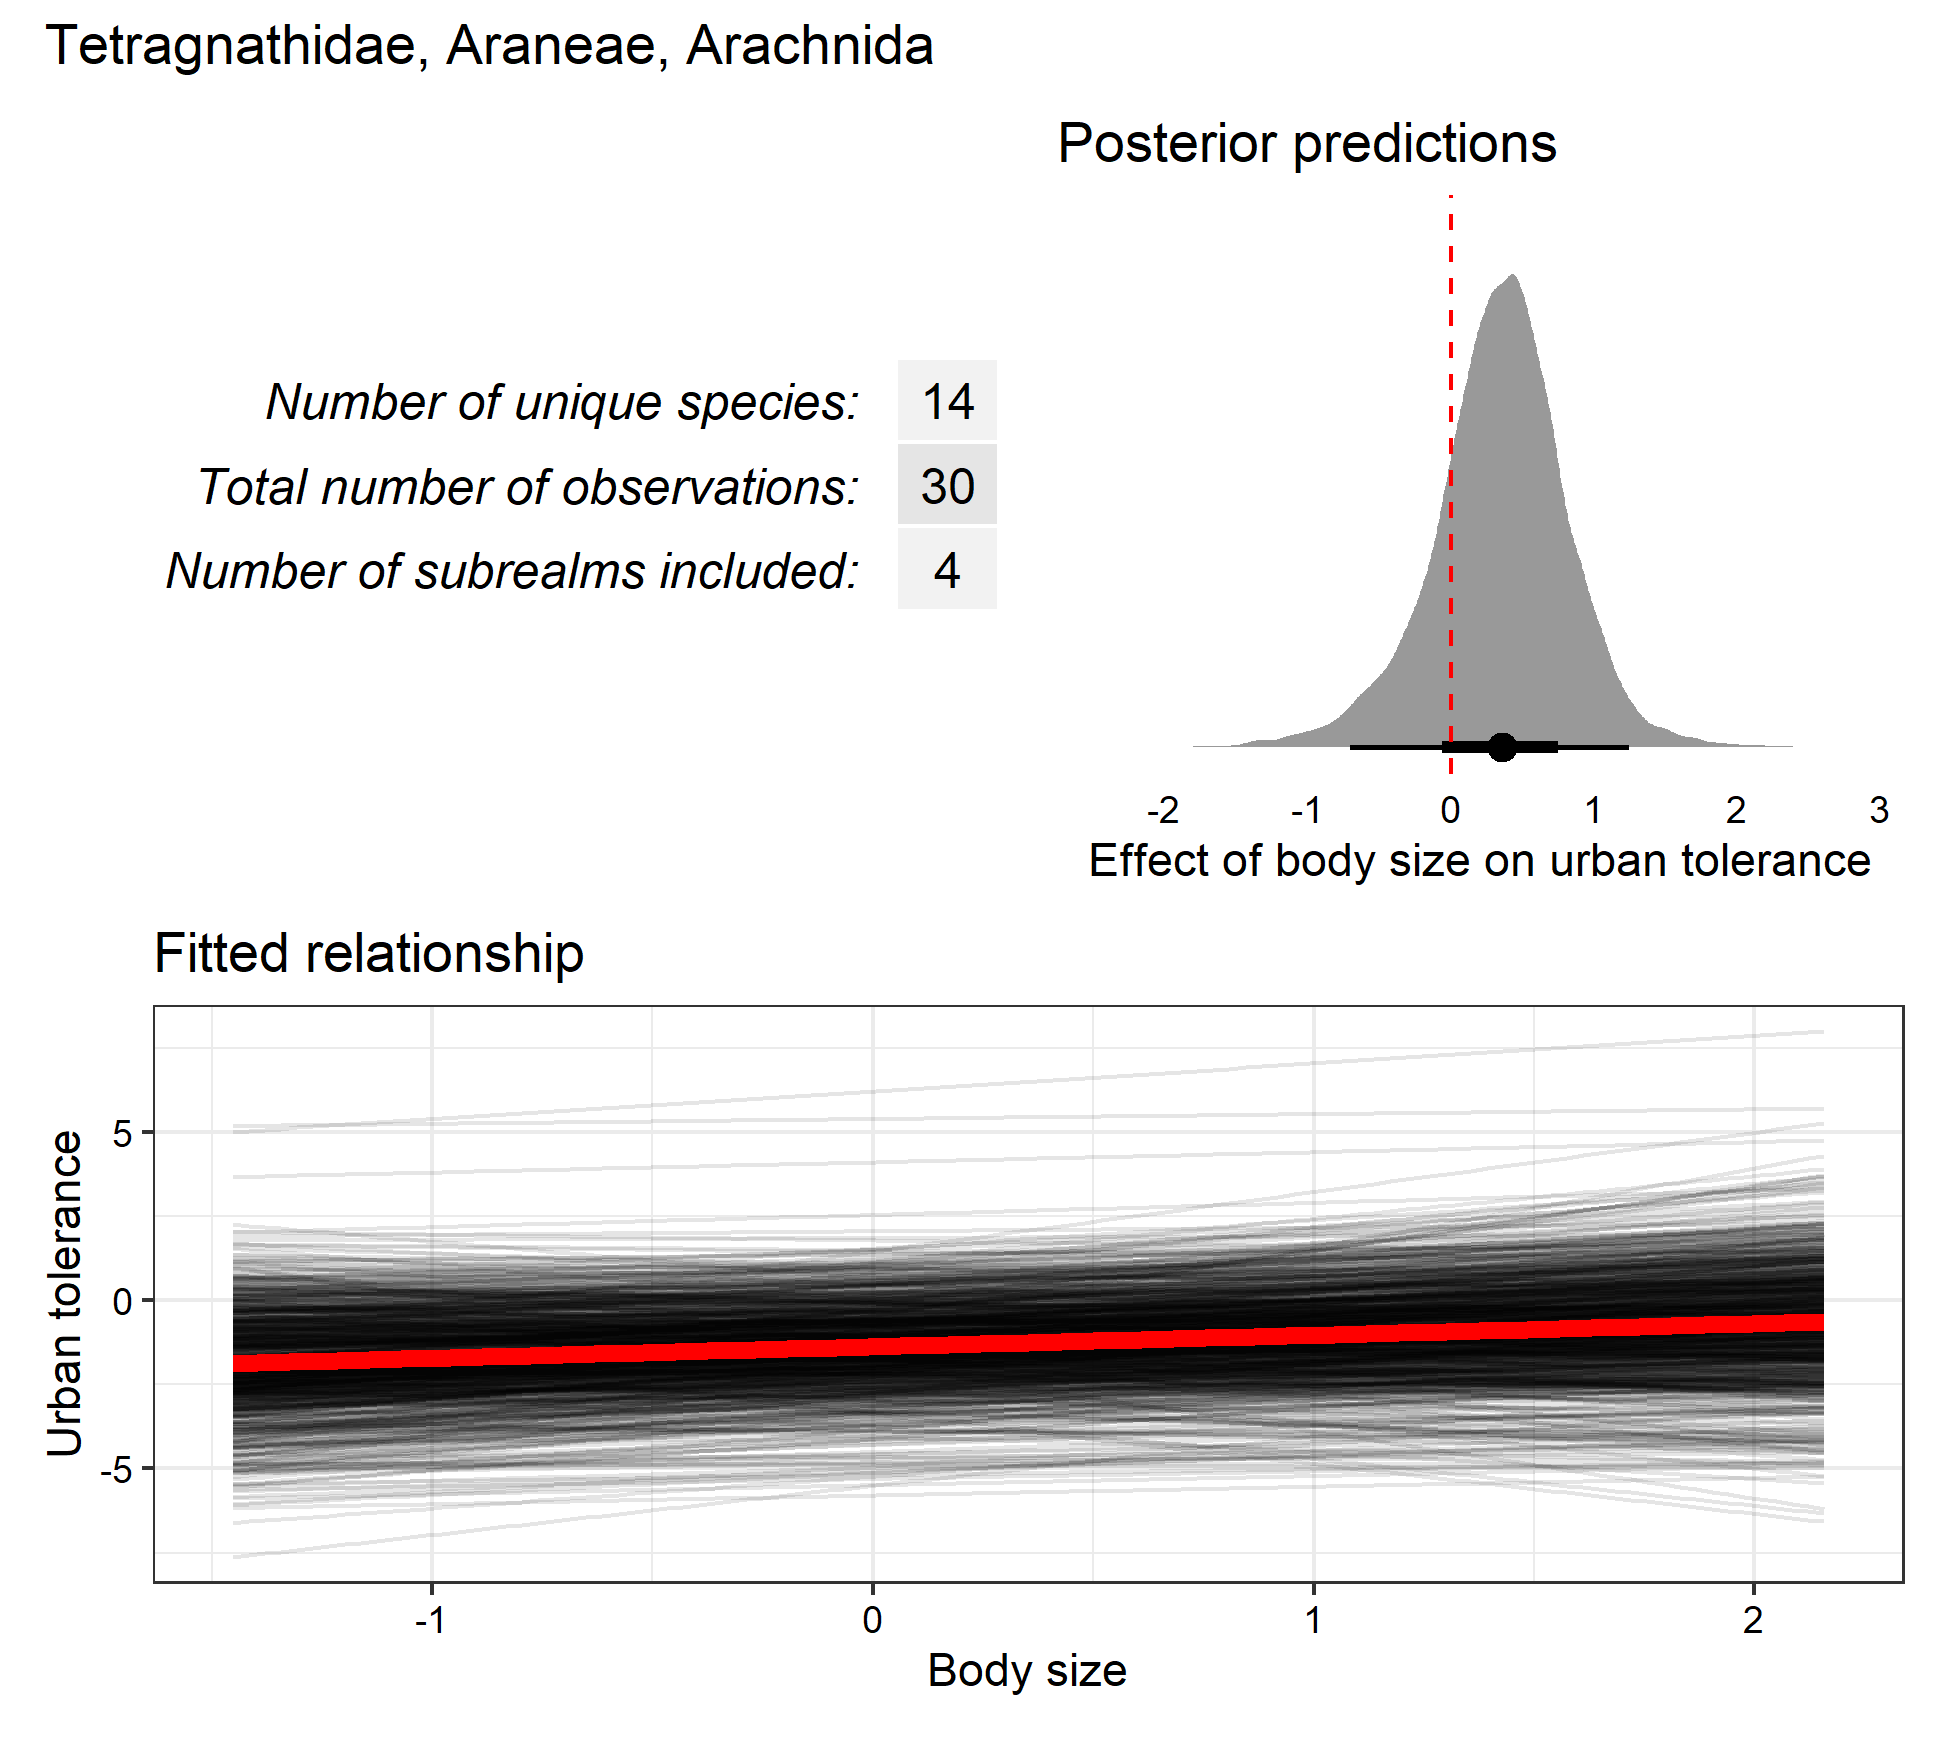 Tetragnathidae, Araneae, Arachnida
Posterior predictions
Number of unique species: 14
Total number of observations: 30
Number of subrealms included: 4
-2 -1 0 1 2 3
Effect of body size on urban tolerance
Fitted relationship
Urban tolerance
5
0
-5
-1 0 1 2
Body size